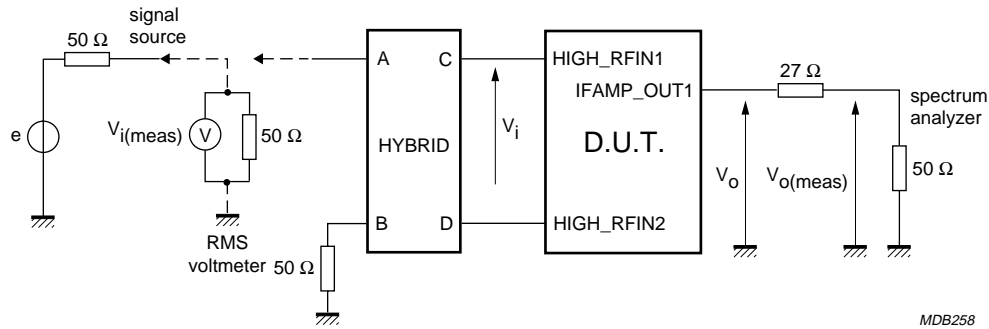 signal
source
50 Ω
e
Vi(meas)
V
50 Ω
RMS
voltmeter
A
C
HYBRID
B
D
50 Ω
Vi
HIGH_RFIN1
IFAMP_OUT1
D.U.T.
HIGH_RFIN2
27 Ω
spectrum
analyzer
Vo
Vo(meas)
50 Ω
MDB258